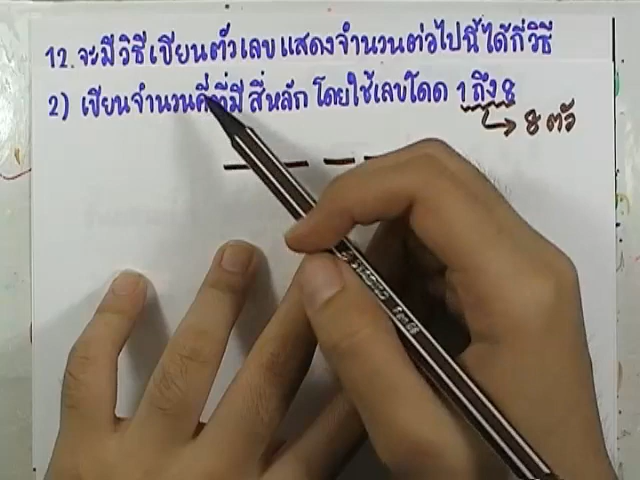 12. จะมีวิธีเขียนตัวเลขแสดงจำนวนต่อไปนี้ได้กี่วิธี
2) เขียนจำนวนคี่ที่มี สี่หลัก โดยใช้เลขโดด 1 ถึง 8
8 ตัว